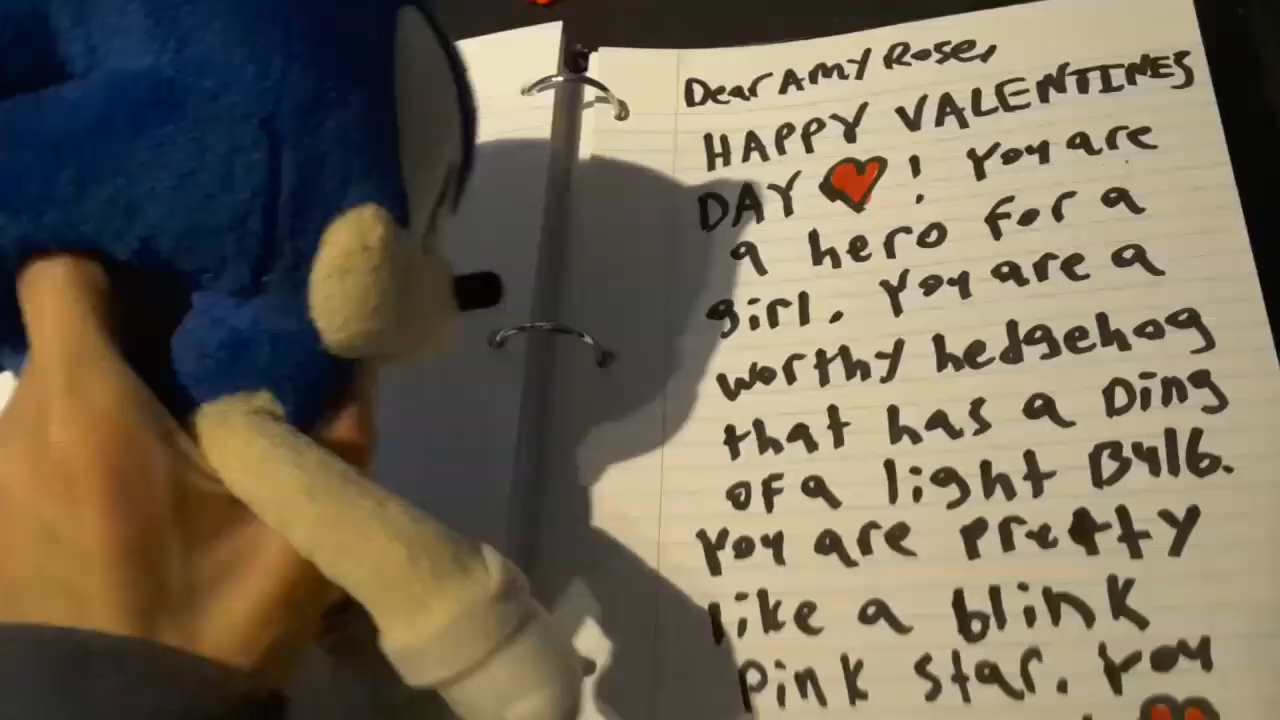 Dear Amy Rose,
HAPPY VALENTINES
DAY ! You are
a hero for a
girl. You are a
worthy hedgehog
that has a Ding
of a light Bulb.
You are pretty
like a blink
pink star. You